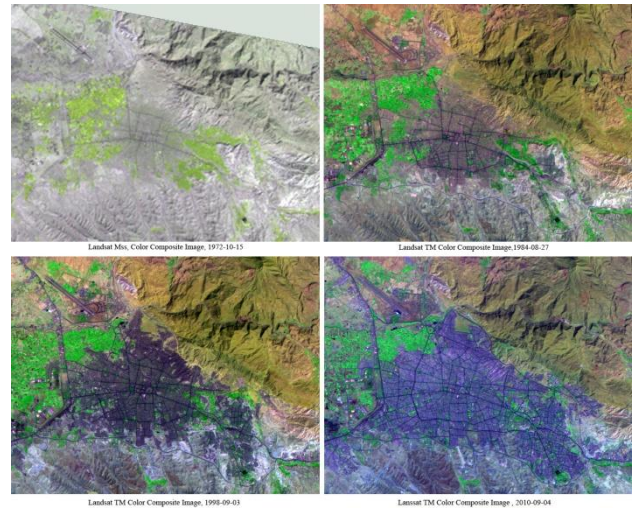 Landsat Mss, Color Composite Image, 1972-10-15
Landsat TM Color Composite Image,1984-08-27
Landsat TM Color Composite Image, 1998-09-03
Lanssat TM Color Composite Image , 2010-09-04